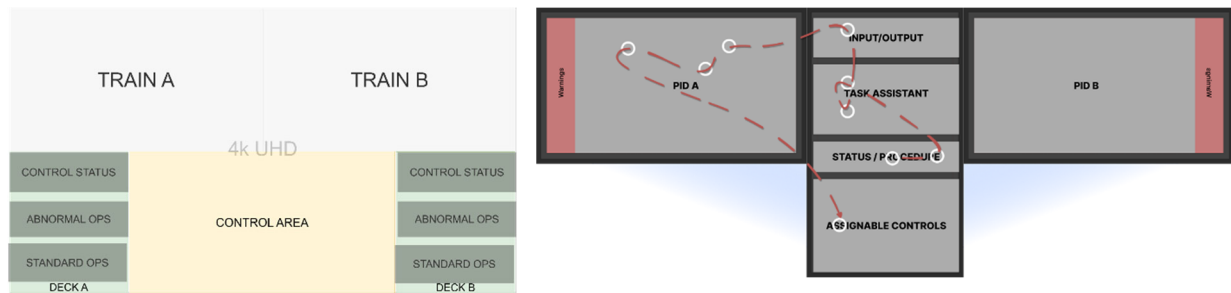 TRAIN A
TRAIN B
4k UHD
CONTROL STATUS
ABNORMAL OPS
STANDARD OPS
DECK A
CONTROL AREA
CONTROL STATUS
ABNORMAL OPS
STANDARD OPS
DECK B
Warnings
PID A
INPUT/OUTPUT
TASK ASSISTANT
STATUS / PROCEDURE
ASSIGNABLE CONTROLS
PID B
Warnings